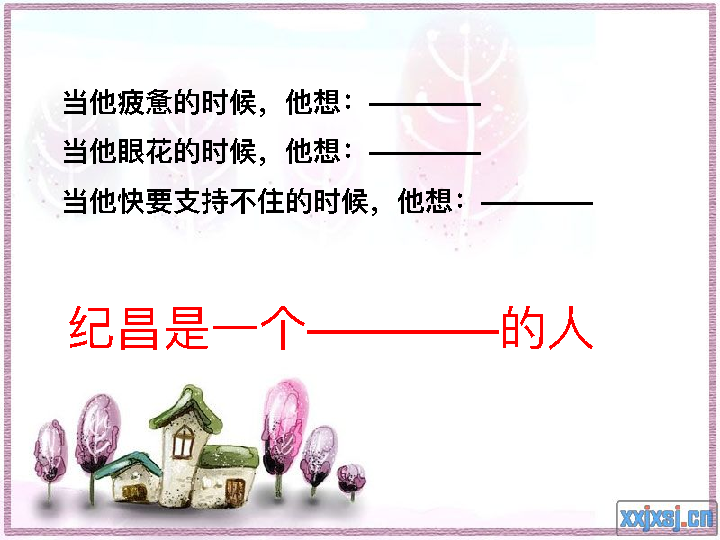 当他疲惫的时候，他想：————
当他眼花的时候，他想：————
当他快要支持不住的时候，他想：————
纪昌是一个————的人
xxjxsj.cn